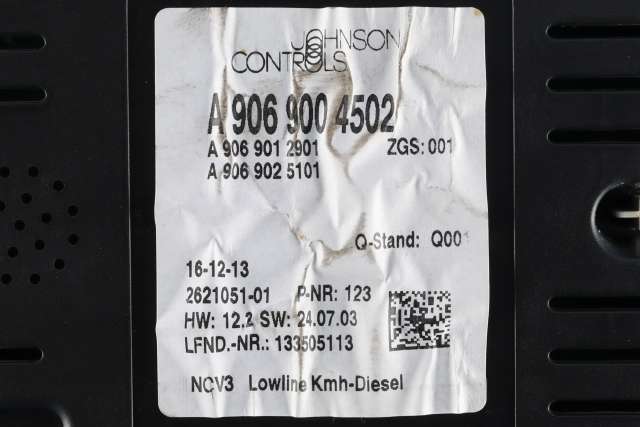 JOHNSON
CONTROLS
A 906 900 4502
A 906 901 2901 ZGS: 001
A 906 902 5101
Q-Stand: Q001
16-12-13
2621051-01 P-NR: 123
HW: 12.2 SW: 24.07.03
LFND.-NR.: 133505113
NCV3 Lowline Kmh-Diesel